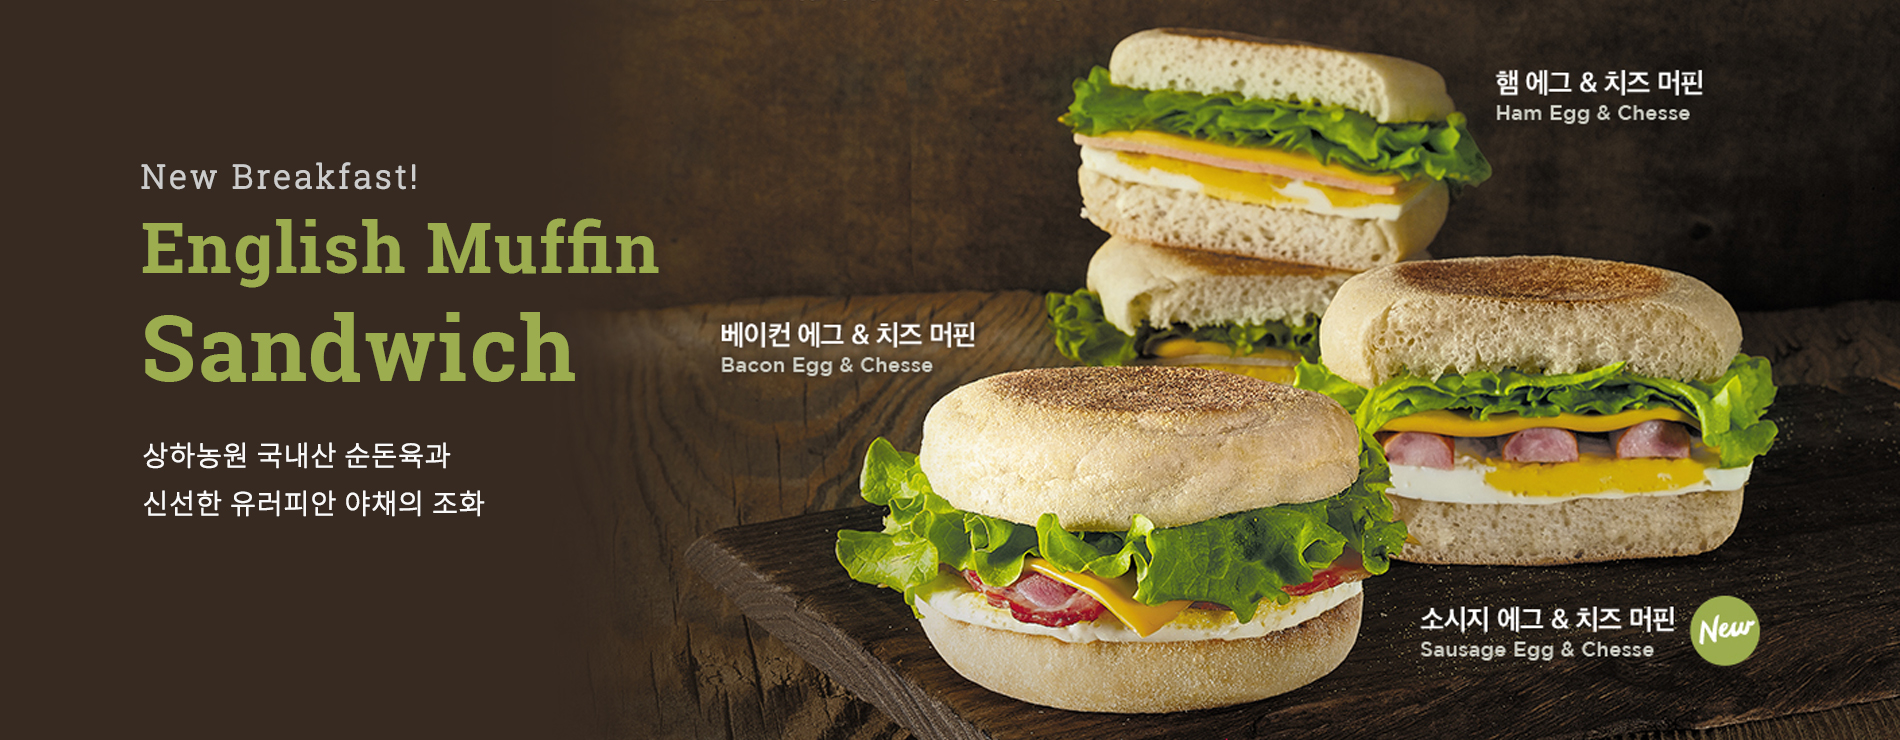 New Breakfast!
English Muffin
Sandwich
상하농원 국내산 순돈육과
신선한 유러피안 야채의 조화
햄 에그 & 치즈 머핀
Ham Egg & Chesse
베이컨 에그 & 치즈 머핀
Bacon Egg & Chesse
소시지 에그 & 치즈 머핀
Sausage Egg & Chesse
New